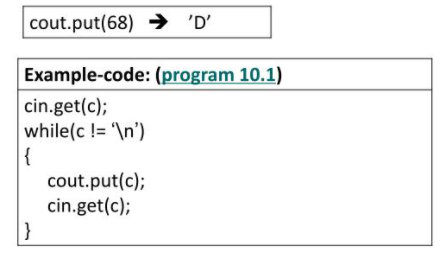 cout.put(68) ➔ ’D’
Example-code: (program 10.1)
cin.get(c);
while(c != ‘\n’)
{
cout.put(c);
cin.get(c);
}